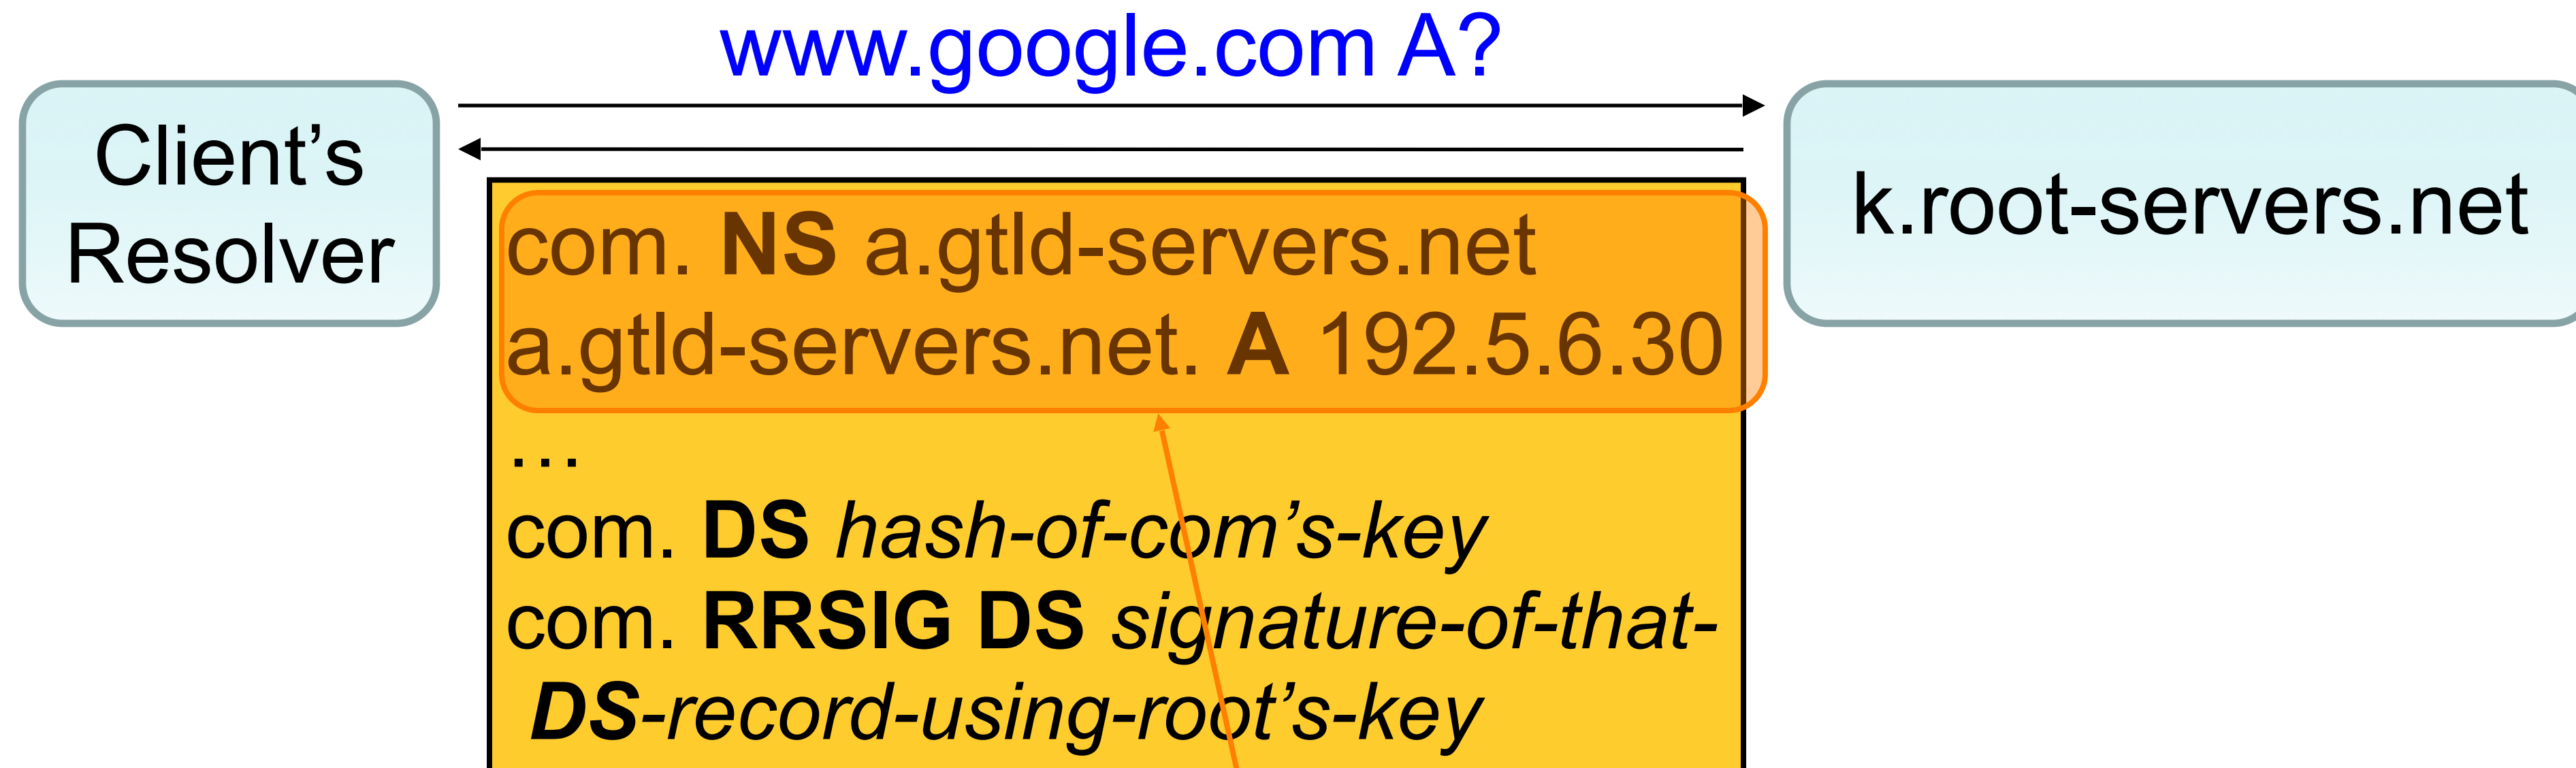 www.google.com A?
Client’s
Resolver
k.root-servers.net
com. NS a.gtld-servers.net
a.gtld-servers.net. A 192.5.6.30
…
com. DS hash-of-com’s-key
com. RRSIG DS signature-of-that-
DS-record-using-root’s-key